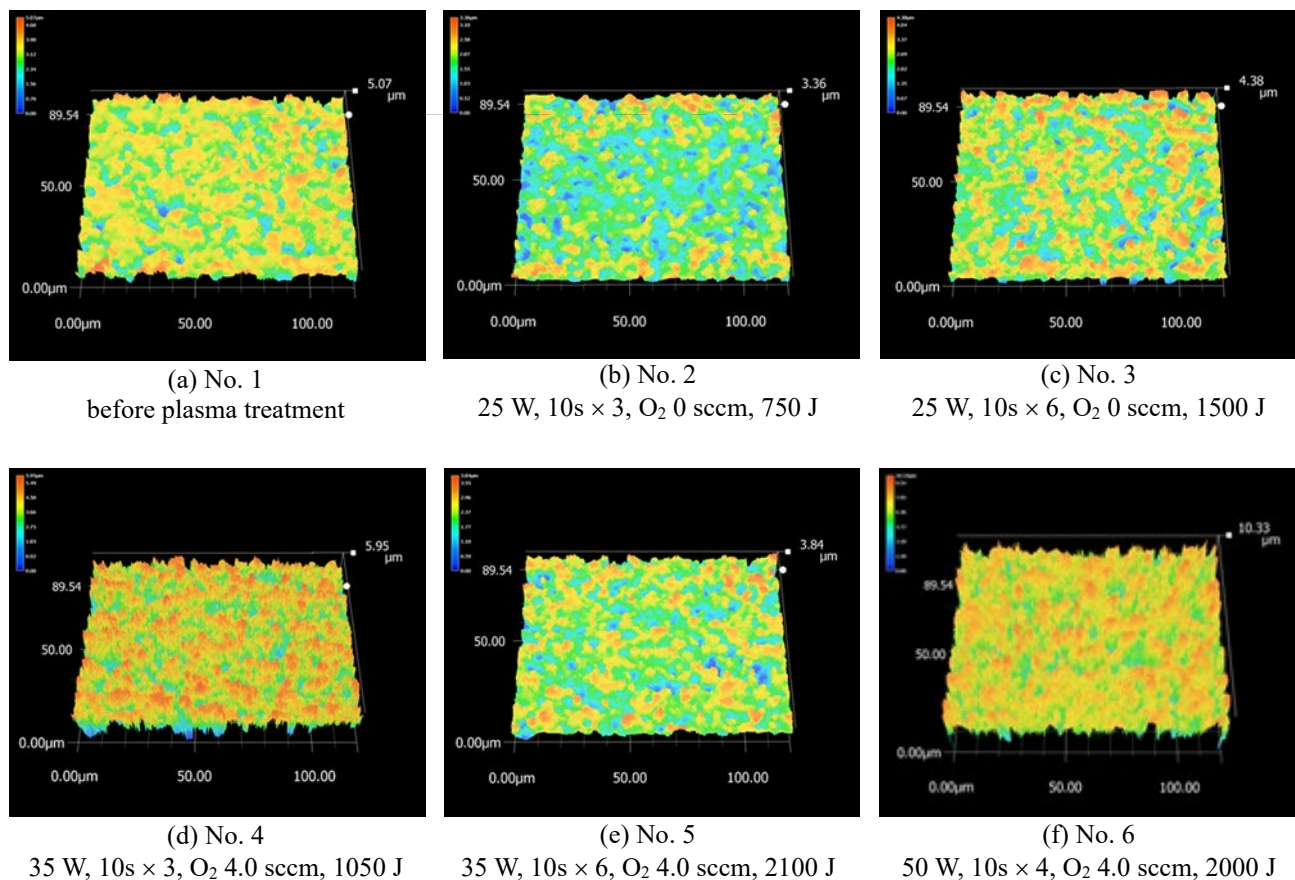 5.07
μm
89.54
50.00
0.00μm
0.00μm 50.00 100.00
(a) No. 1
before plasma treatment
3.36
μm
89.54
50.00
0.00μm
0.00μm 50.00 100.00
(b) No. 2
25 W, 10s × 3, O₂ 0 sccm, 750 J
4.38
μm
89.54
50.00
0.00μm
0.00μm 50.00 100.00
(c) No. 3
25 W, 10s × 6, O₂ 0 sccm, 1500 J
5.95
μm
89.54
50.00
0.00μm
0.00μm 50.00 100.00
(d) No. 4
35 W, 10s × 3, O₂ 4.0 sccm, 1050 J
3.84
μm
89.54
50.00
0.00μm
0.00μm 50.00 100.00
(e) No. 5
35 W, 10s × 6, O₂ 4.0 sccm, 2100 J
10.33
μm
89.54
50.00
0.00μm
0.00μm 50.00 100.00
(f) No. 6
50 W, 10s × 4, O₂ 4.0 sccm, 2000 J